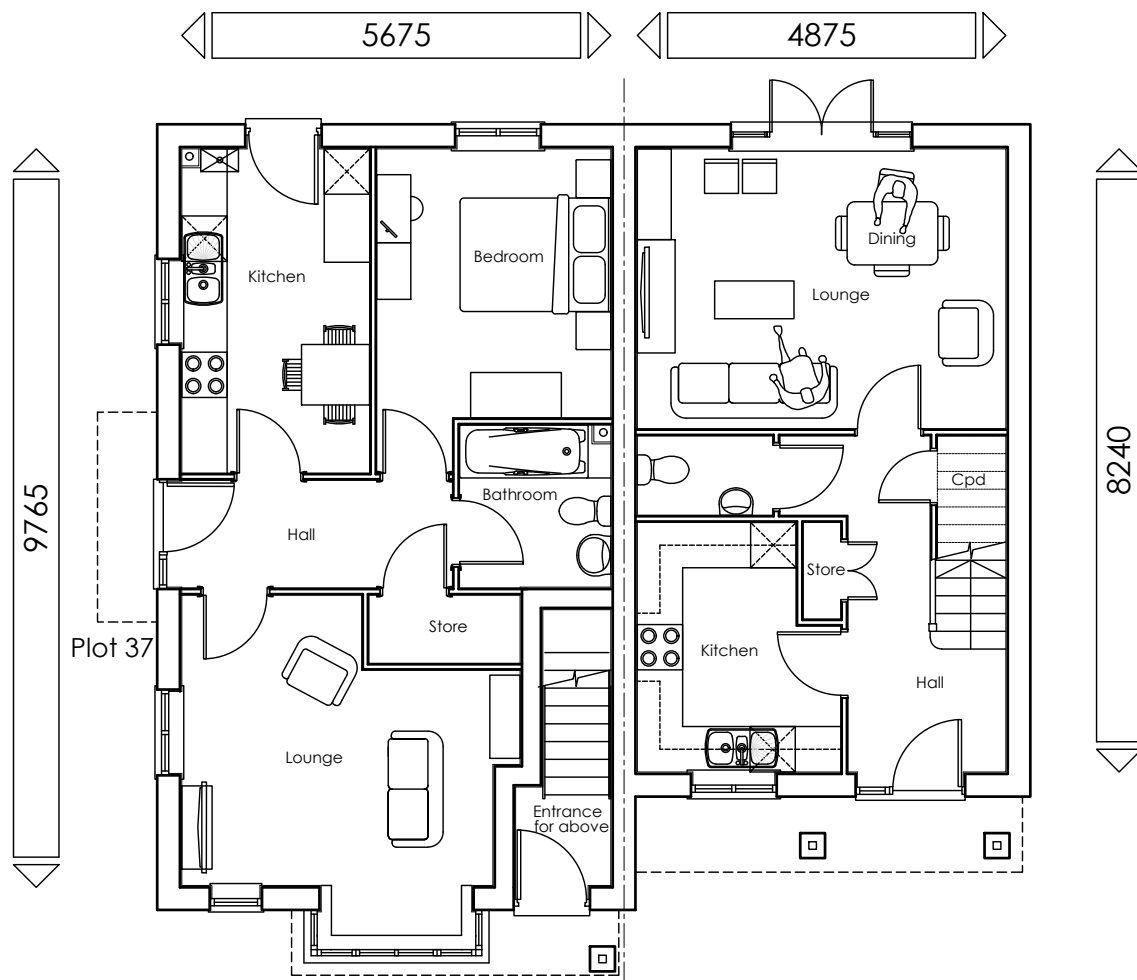 5675
4875
9765
8240
Kitchen
Bedroom
Dining
Lounge
Bathroom
Hall
Cpd
Store
Plot 37
Store
Kitchen
Hall
Lounge
Entrance
for above